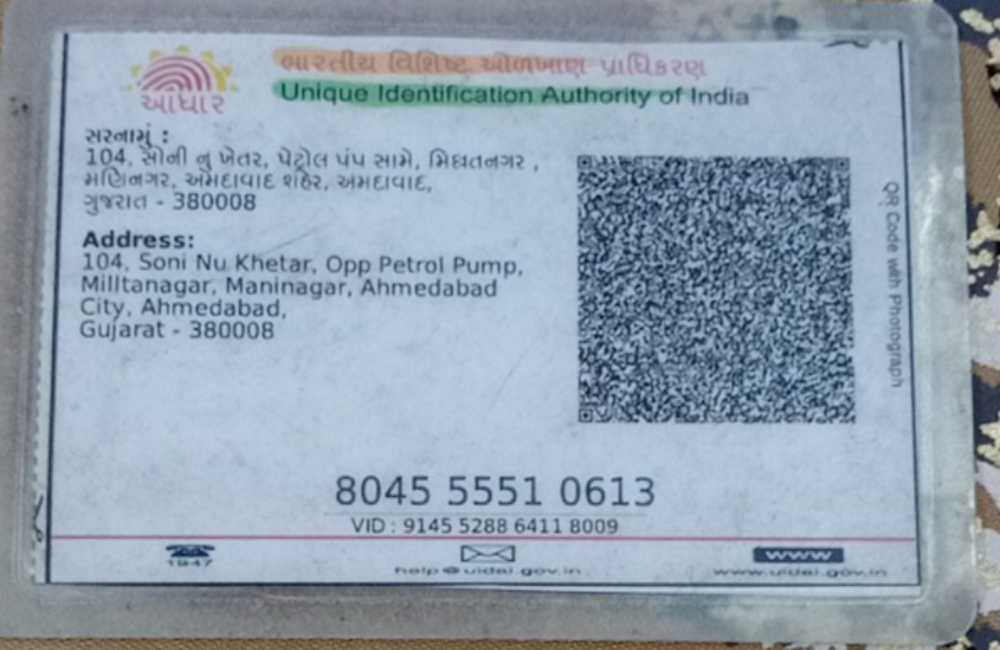 ભારતીય વિશિષ્ટ ઓળખાણ પ્રાધિકરણ
Unique Identification Authority of India
આધાર
સરનામું :
104, સોની નુ ખેતર, પેટ્રોલ પંપ સામે, મિલ્લતનગર ,
મણિનગર, અમદાવાદ શહેર, અમદાવાદ,
ગુજરાત - 380008
Address:
104, Soni Nu Khetar, Opp Petrol Pump,
Milltanagar, Maninagar, Ahmedabad
City, Ahmedabad,
Gujarat - 380008
QR Code with Photograph
8045 5551 0613
VID : 9145 5288 6411 8009
1947
help@uidai.gov.in
www
www.uidai.gov.in